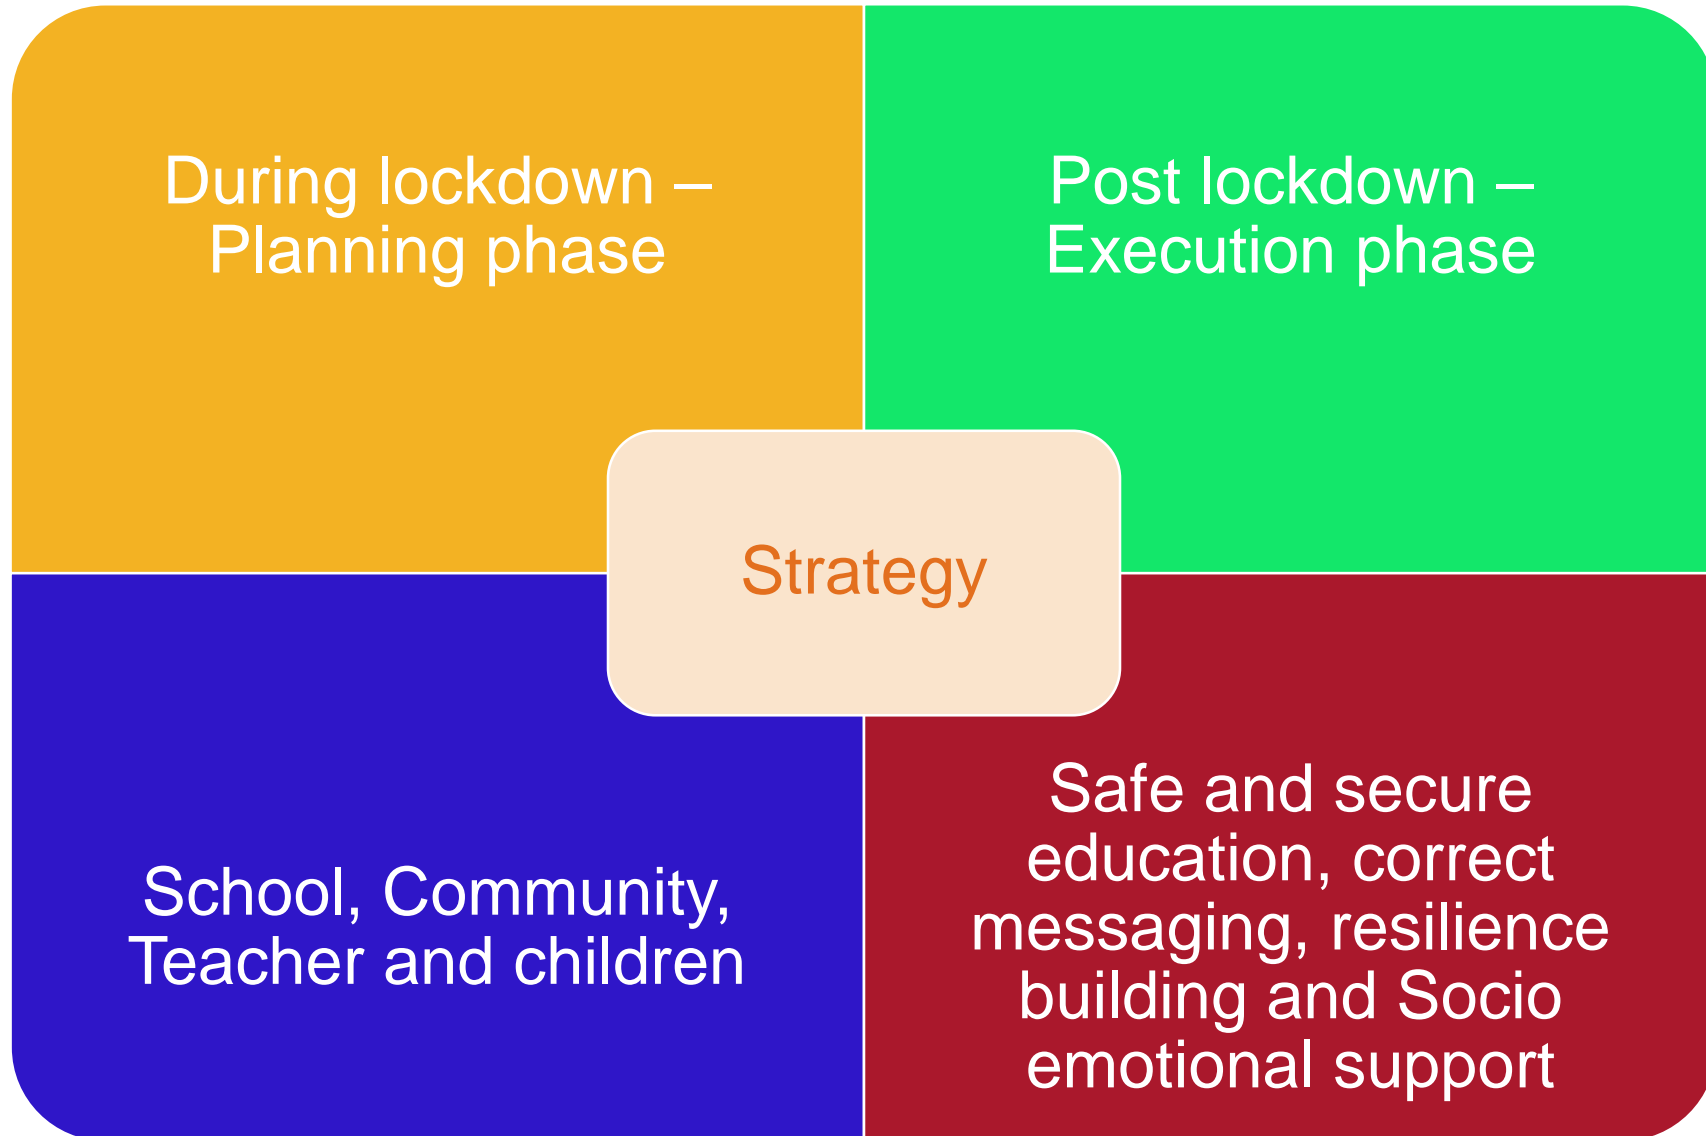 During lockdown –
Planning phase
Post lockdown –
Execution phase
Strategy
School, Community,
Teacher and children
Safe and secure
education, correct
messaging, resilience
building and Socio
emotional support